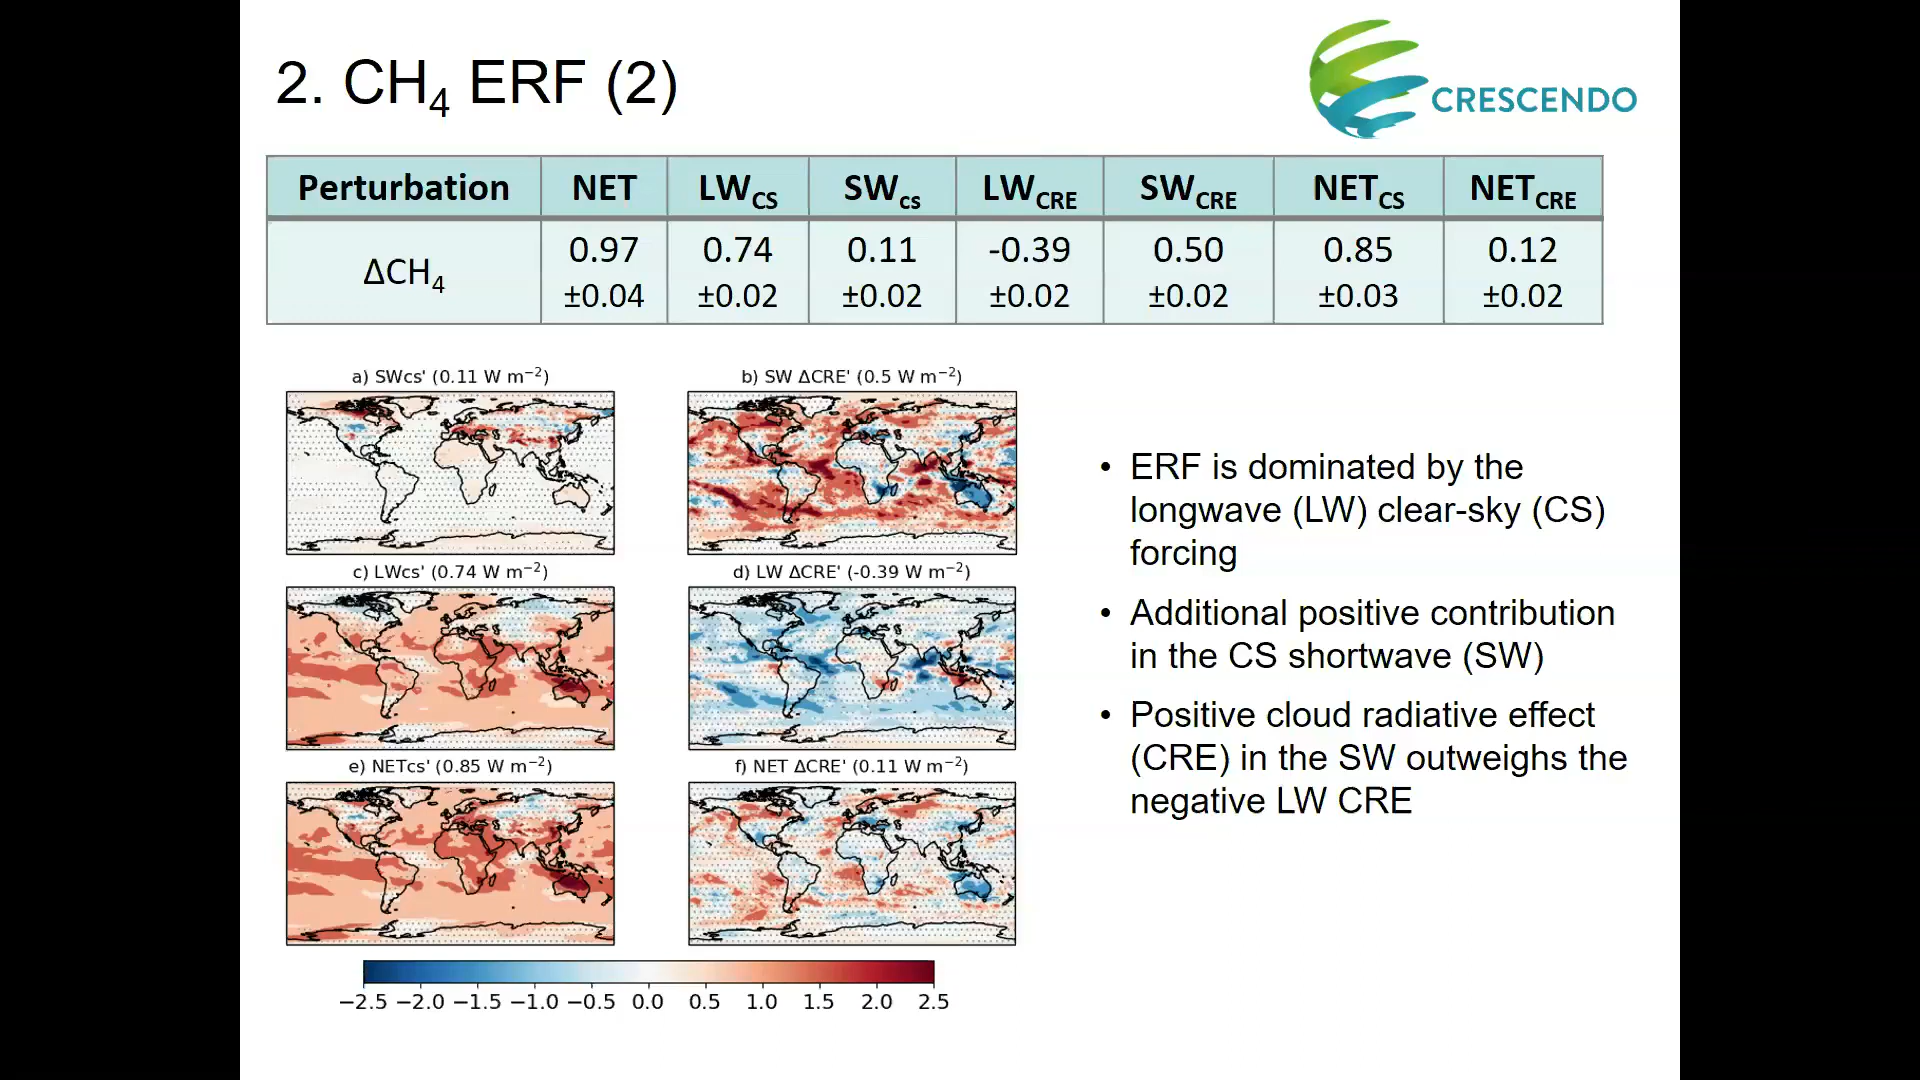 2. CH₄ ERF (2)
CRESCENDO
Perturbation NET LW_CS SW_cs LW_CRE SW_CRE NET_CS NET_CRE
ΔCH₄ 0.97 0.74 0.11 -0.39 0.50 0.85 0.12
±0.04 ±0.02 ±0.02 ±0.02 ±0.02 ±0.03 ±0.02
a) SWcs' (0.11 W m⁻²)
b) SW ΔCRE' (0.5 W m⁻²)
c) LWcs' (0.74 W m⁻²)
d) LW ΔCRE' (-0.39 W m⁻²)
e) NETcs' (0.85 W m⁻²)
f) NET ΔCRE' (0.11 W m⁻²)
−2.5 −2.0 −1.5 −1.0 −0.5 0.0 0.5 1.0 1.5 2.0 2.5
• ERF is dominated by the
longwave (LW) clear-sky (CS)
forcing
• Additional positive contribution
in the CS shortwave (SW)
• Positive cloud radiative effect
(CRE) in the SW outweighs the
negative LW CRE